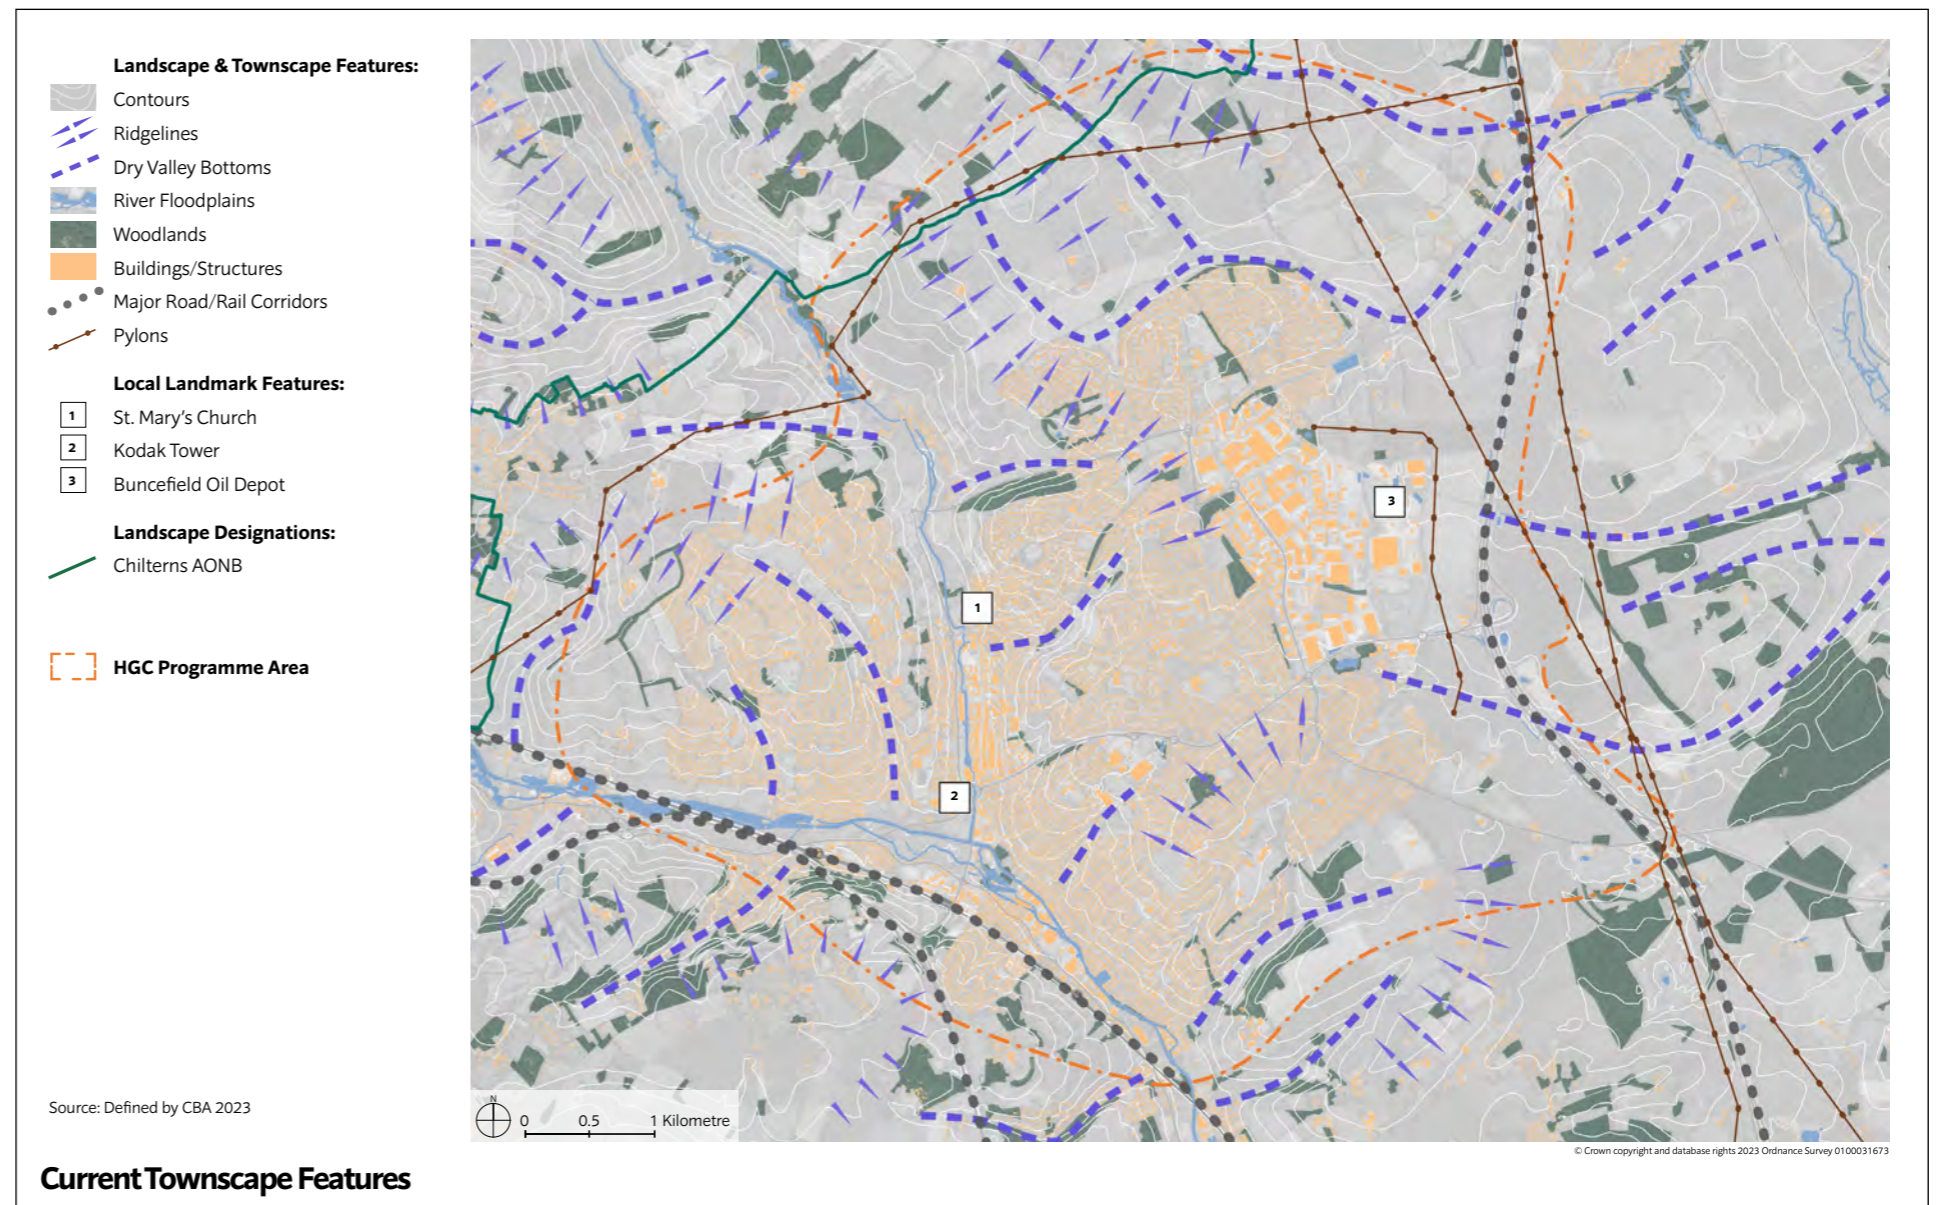 Landscape & Townscape Features:
Contours
Ridgelines
Dry Valley Bottoms
River Floodplains
Woodlands
Buildings/Structures
Major Road/Rail Corridors
Pylons
Local Landmark Features:
1 St. Mary's Church
2 Kodak Tower
3 Buncefield Oil Depot
Landscape Designations:
Chilterns AONB
HGC Programme Area
Source: Defined by CBA 2023
3
1
2
N
0 0.5 1 Kilometre
© Crown copyright and database rights 2023 Ordnance Survey 0100031673
Current Townscape Features